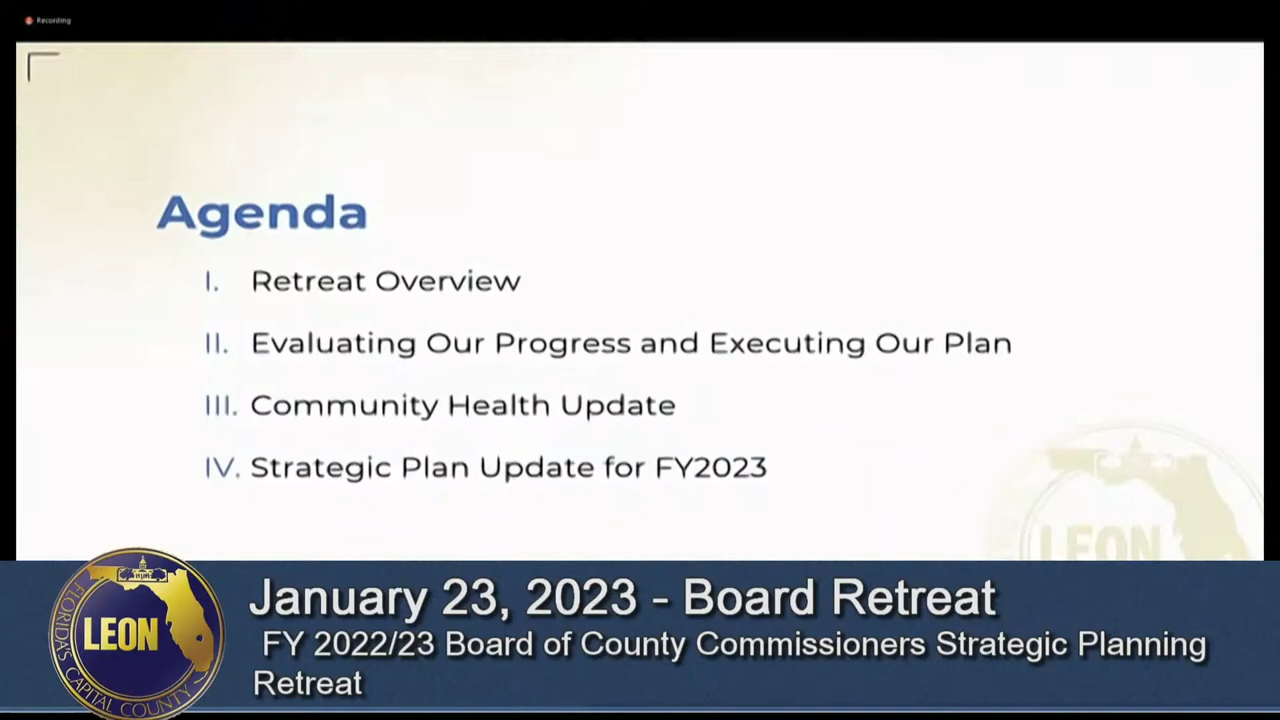 Recording
Agenda
I. Retreat Overview
II. Evaluating Our Progress and Executing Our Plan
III. Community Health Update
IV. Strategic Plan Update for FY2023
LEON
January 23, 2023 - Board Retreat
FY 2022/23 Board of County Commissioners Strategic Planning
Retreat
LEON
FLORIDA'S CAPITAL COUNTY